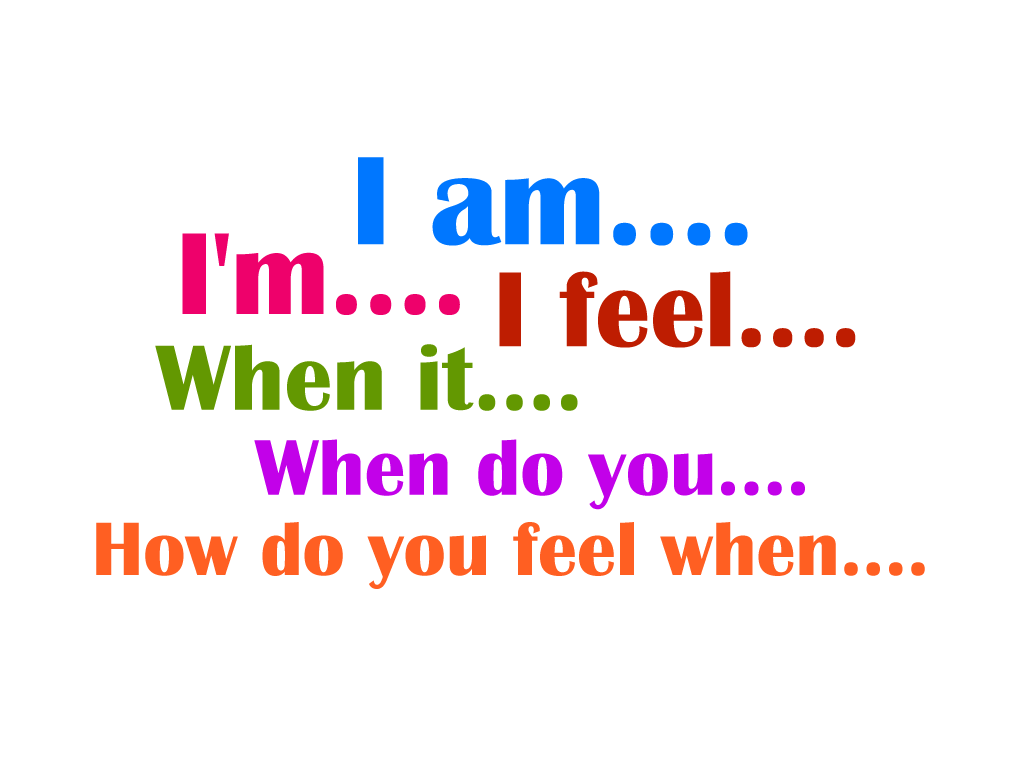 I am....
I'm....
I feel....
When it....
When do you....
How do you feel when....